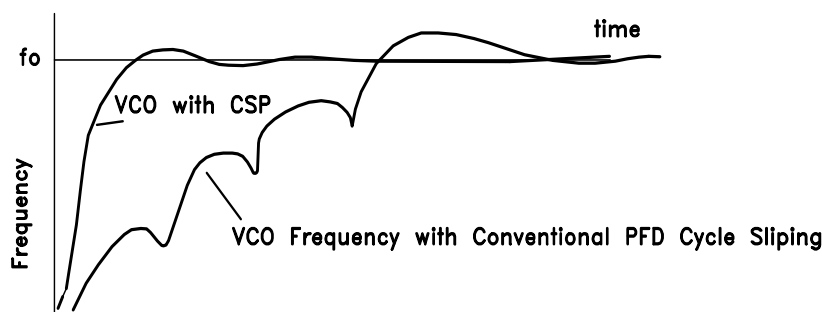 time
fo
VCO with CSP
Frequency
VCO Frequency with Conventional PFD Cycle Sliping